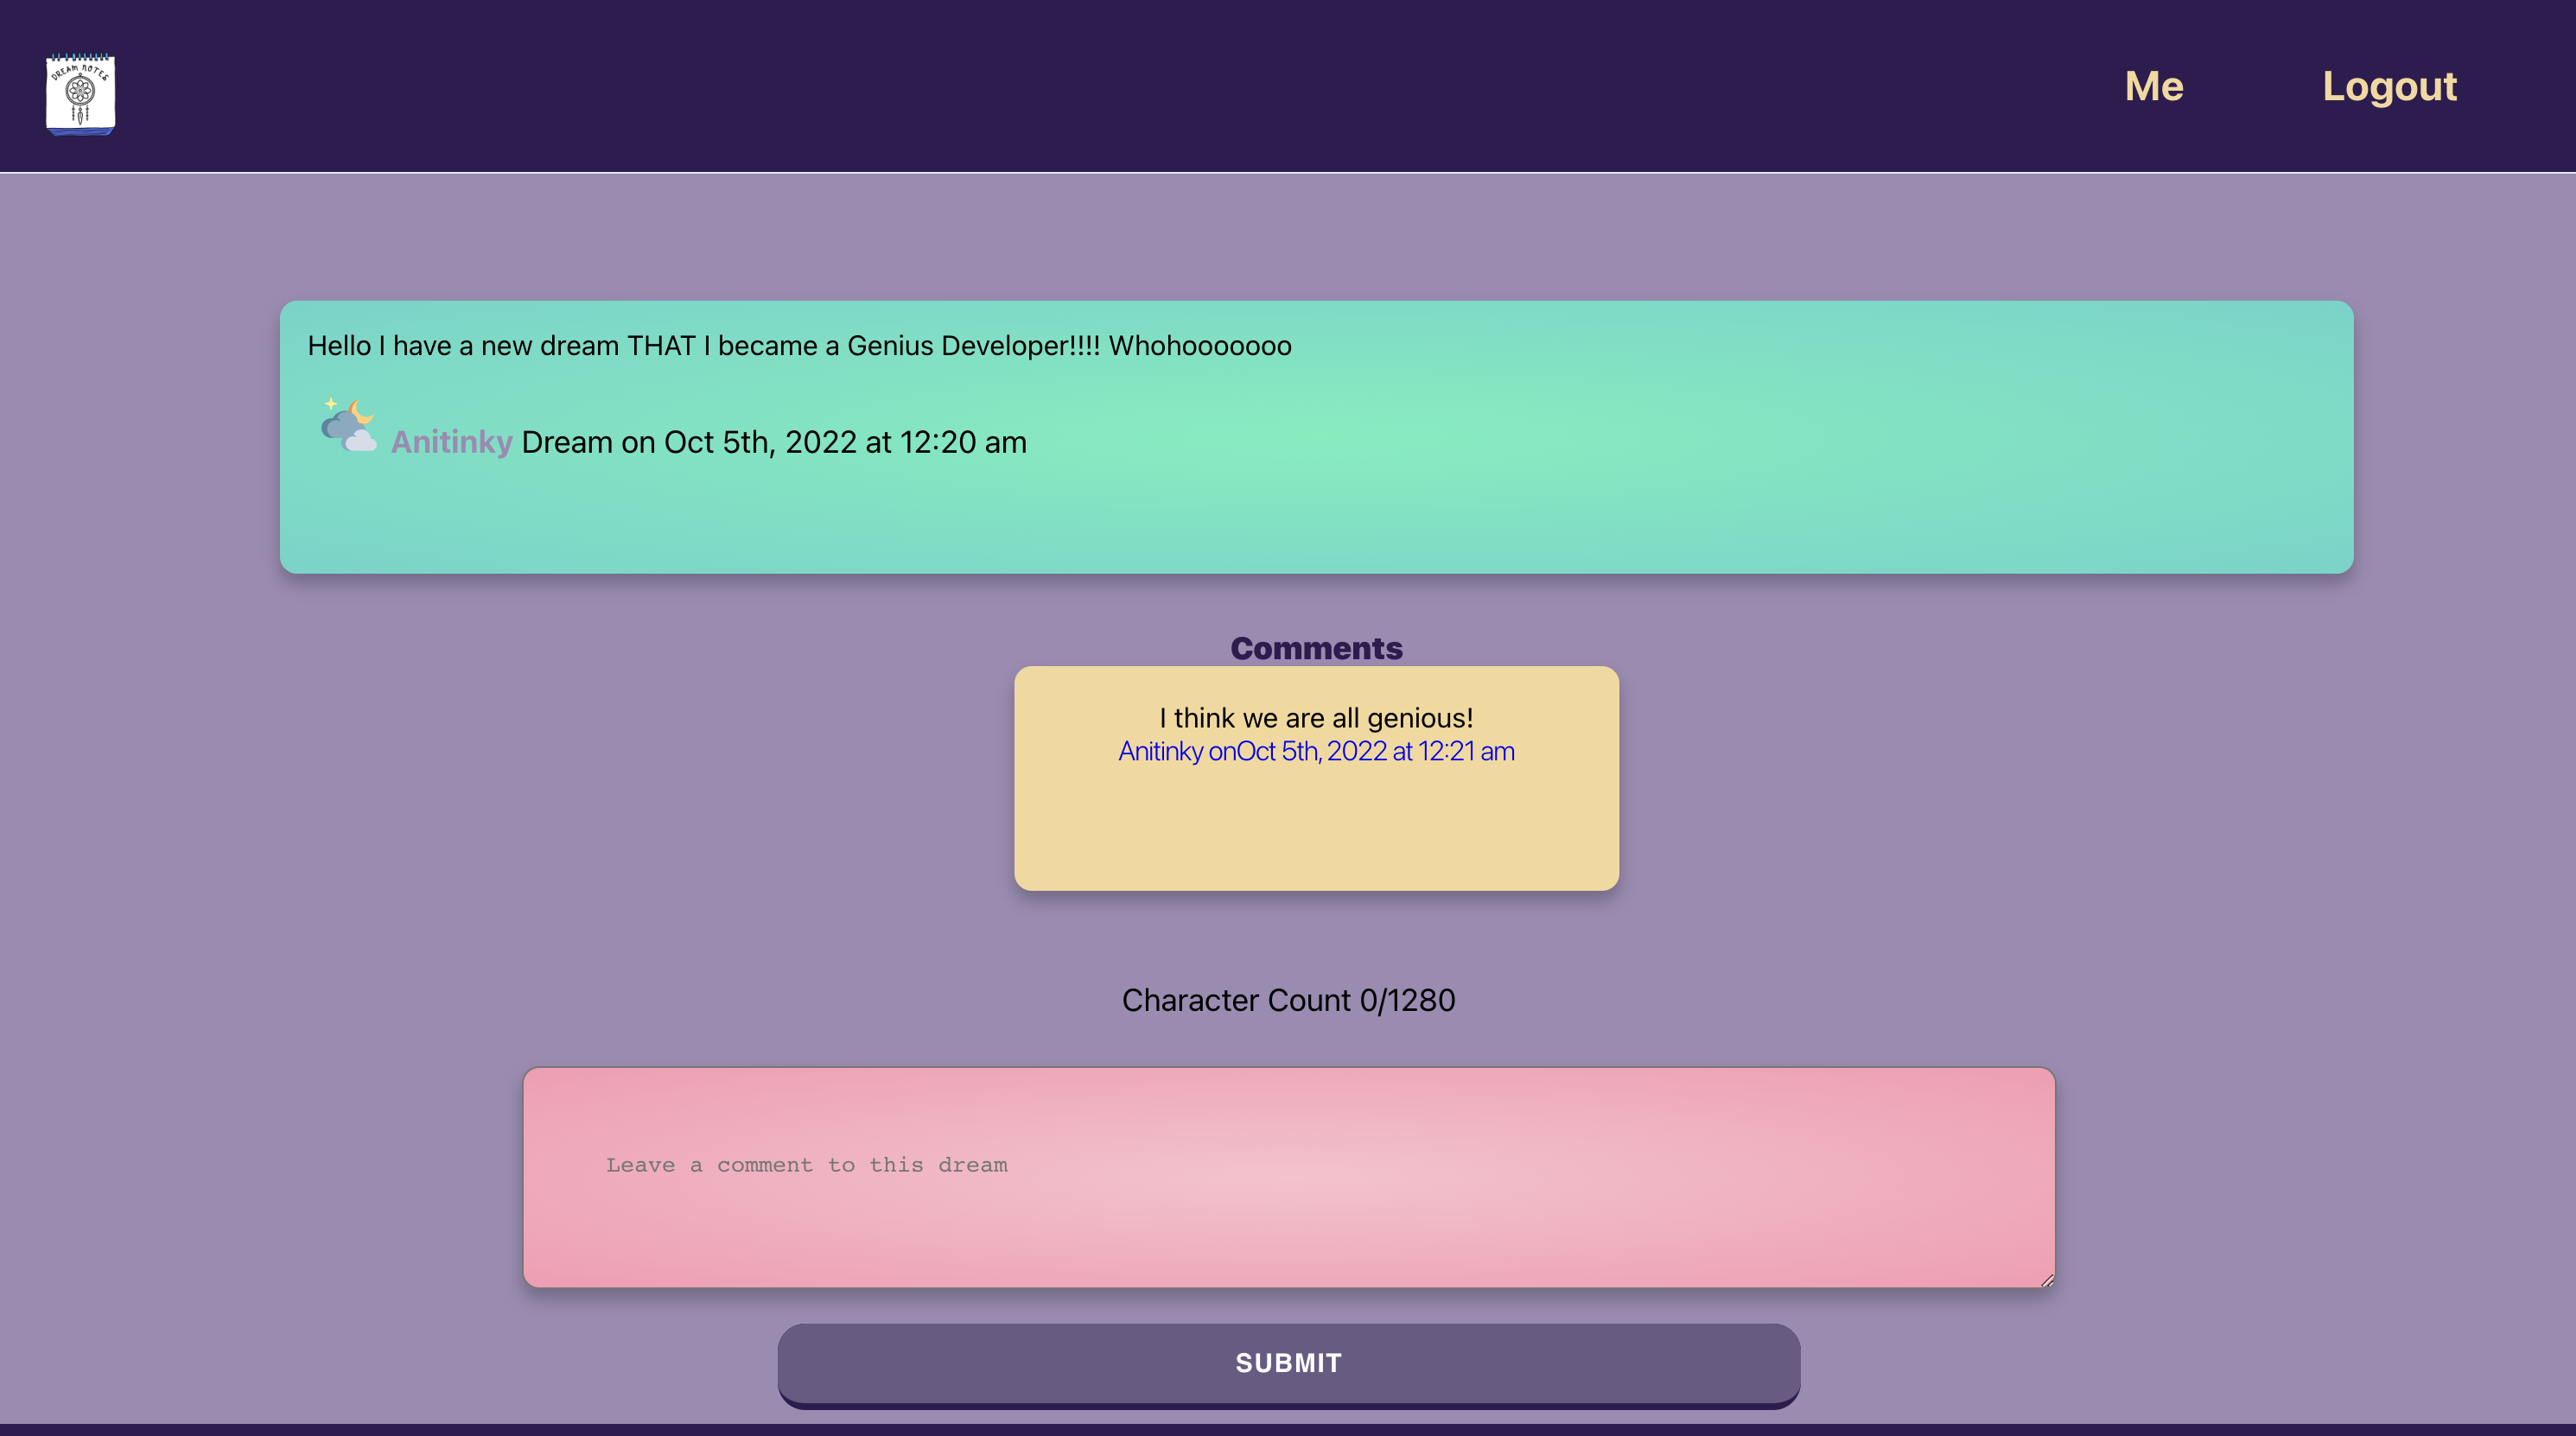 DREAM NOTES
Me
Logout
Hello I have a new dream THAT I became a Genius Developer!!!! Whohooooooo
Anitinky Dream on Oct 5th, 2022 at 12:20 am
Comments
I think we are all genious!
Anitinky onOct 5th, 2022 at 12:21 am
Character Count 0/1280
Leave a comment to this dream
SUBMIT